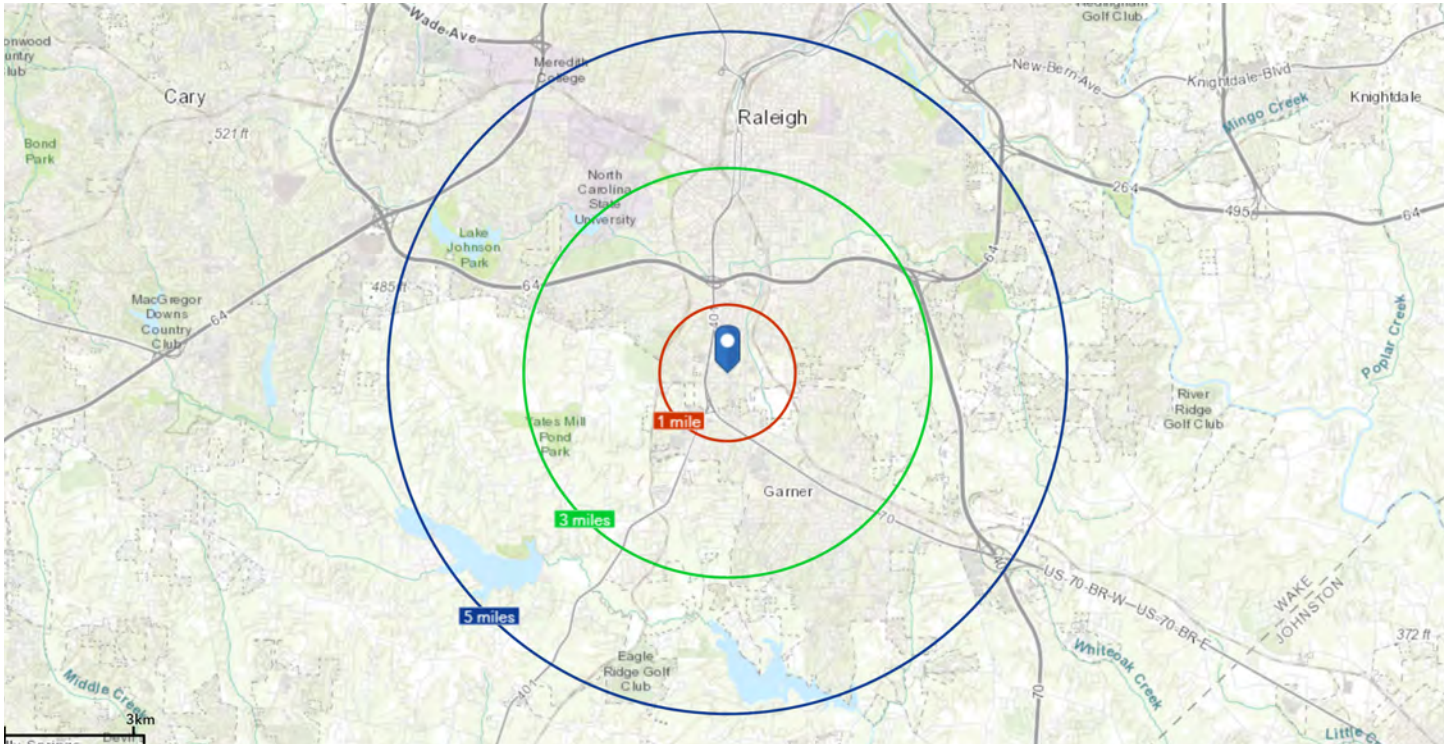 Golf Club
Wade-Ave
Meredith
College
Cary
521 ft
Bond
Park
Raleigh
New-Bern-Ave
Knightdale-Blvd
Knightdale
Mingo Creek
North
Carolina
State
University
264
495
64
Lake
Johnson
Park
64
64
485 ft
MacGregor
Downs
Country
Club
64
401
Poplar Creek
River
Ridge
Golf Club
1 mile
Yates Mill
Pond
Park
Garner
3 miles
70
40
US-70-BR-W
US-70-BR-E
WAKE
JOHNSTON
5 miles
372 ft
Whiteoak Creek
Eagle
Ridge Golf
Club
401
70
Middle Creek
3km
Little